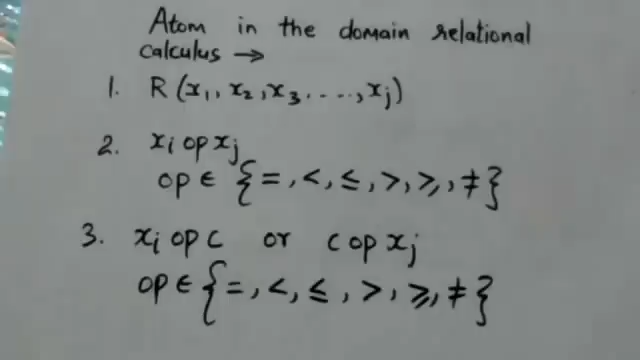 Atom in the domain relational
calculus →
1. R(x₁, x₂, x₃....., xⱼ)
2. xᵢ op xⱼ
op ∈ {=, <, ≤, >, ≥, ≠}
3. xᵢ op c or c op xⱼ
op ∈ {=, <, ≤, >, ≥, ≠}